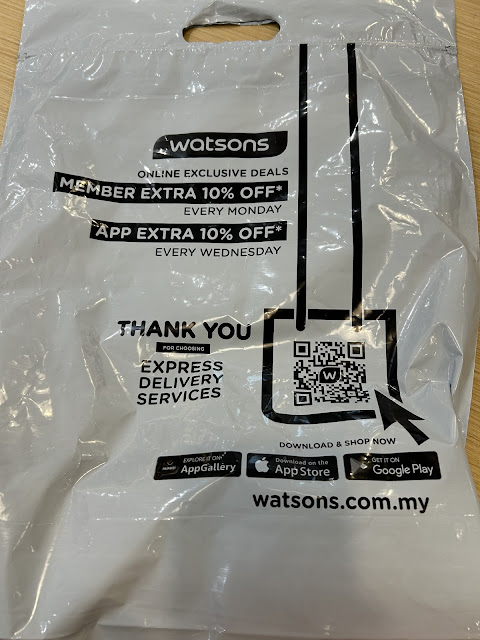 watsons
ONLINE EXCLUSIVE DEALS
MEMBER EXTRA 10% OFF*
EVERY MONDAY
APP EXTRA 10% OFF*
EVERY WEDNESDAY
THANK YOU
FOR CHOOSING
EXPRESS
DELIVERY
SERVICES
W
DOWNLOAD & SHOP NOW
HUAWEI
EXPLORE IT ON
AppGallery
Download on the
App Store
GET IT ON
Google Play
watsons.com.my